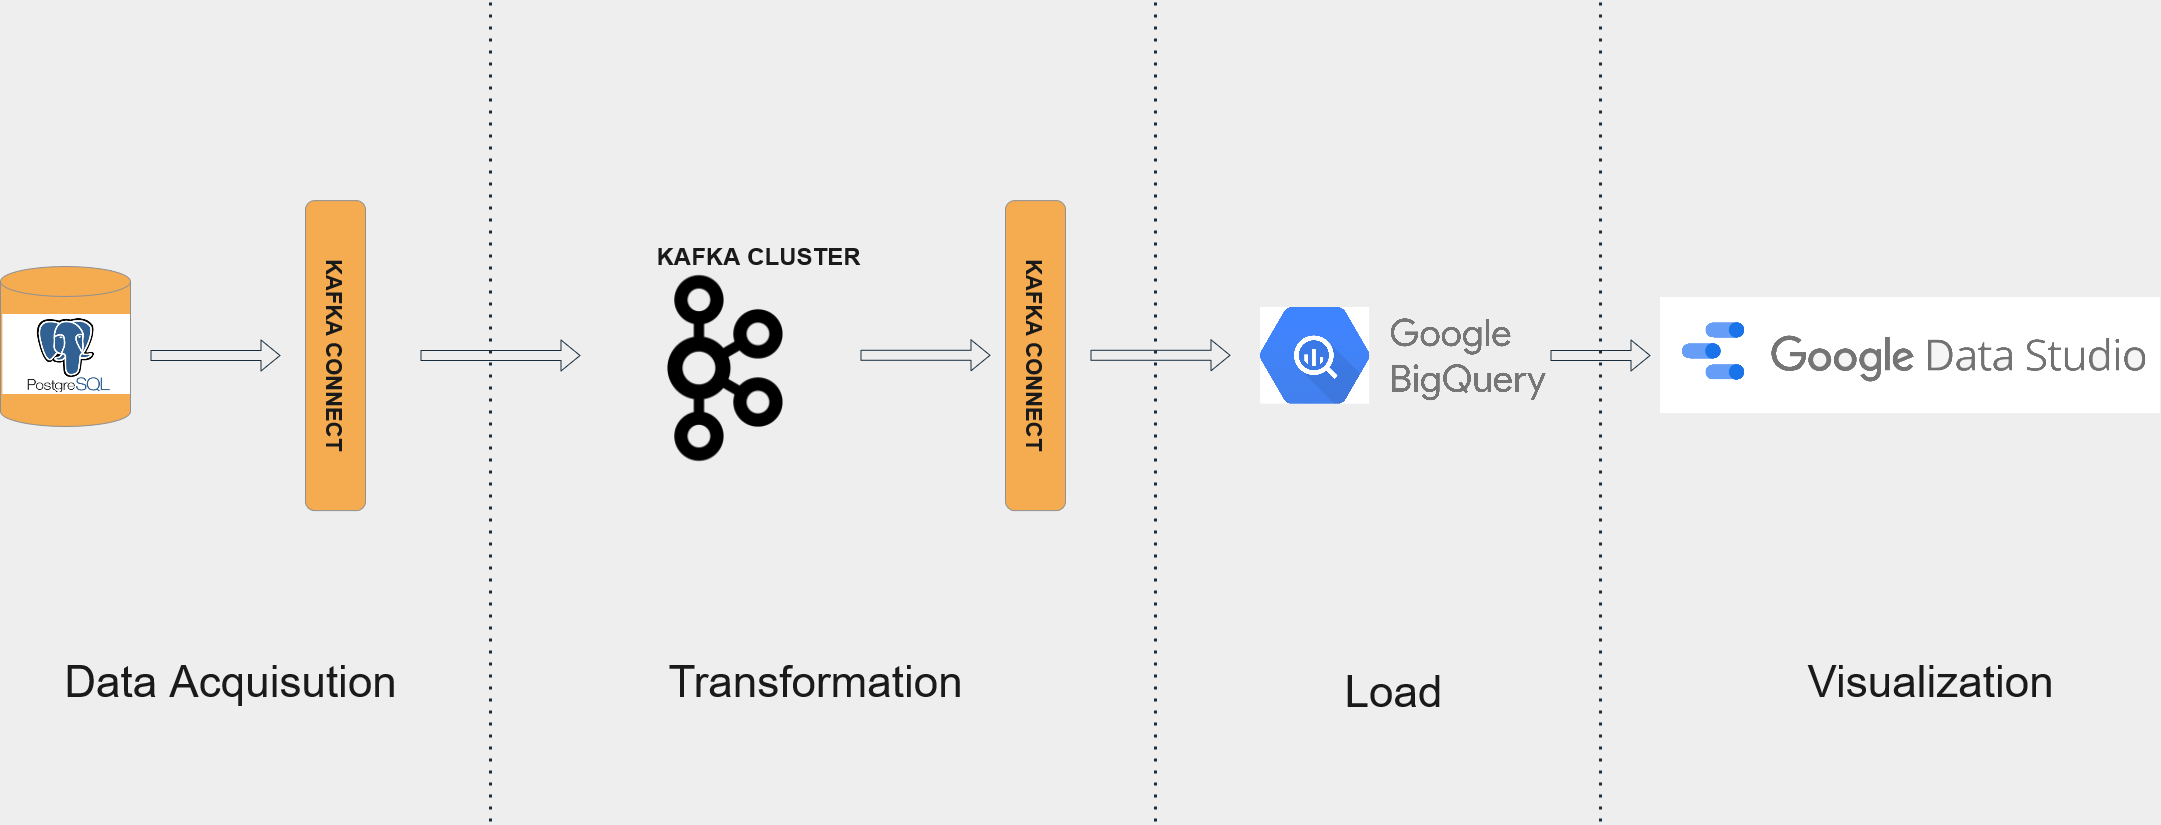 PostgreSQL
KAFKA CONNECT
KAFKA CLUSTER
KAFKA CONNECT
Google
BigQuery
Google Data Studio
Data Acquisution
Transformation
Load
Visualization